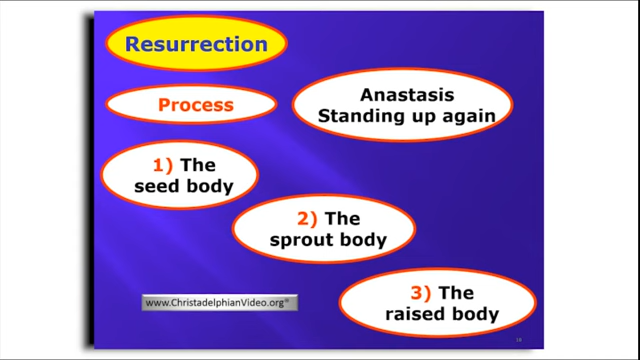 Resurrection
Process
Anastasis
Standing up again
1) The
seed body
2) The
sprout body
3) The
raised body
www.ChristadelphianVideo.org®